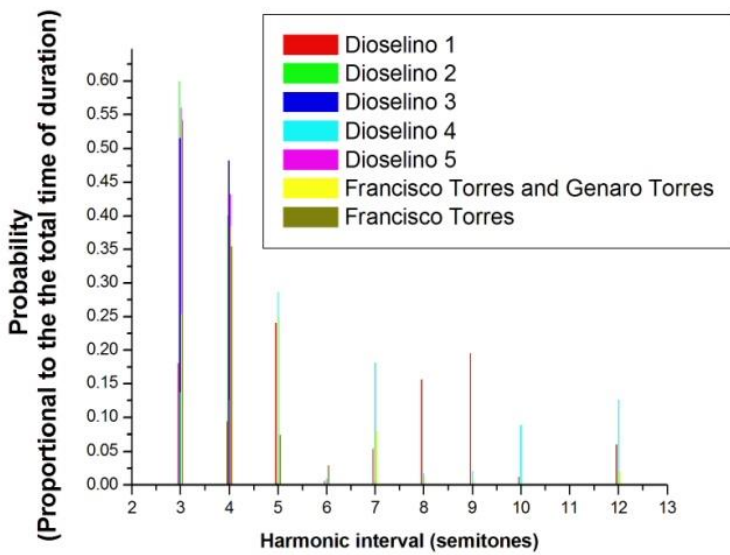 Dioselino 1
Dioselino 2
Dioselino 3
Dioselino 4
Dioselino 5
Francisco Torres and Genaro Torres
Francisco Torres
Probability
(Proportional to the the total time of duration)
0.60
0.55
0.50
0.45
0.40
0.35
0.30
0.25
0.20
0.15
0.10
0.05
0.00
2 3 4 5 6 7 8 9 10 11 12 13
Harmonic interval (semitones)